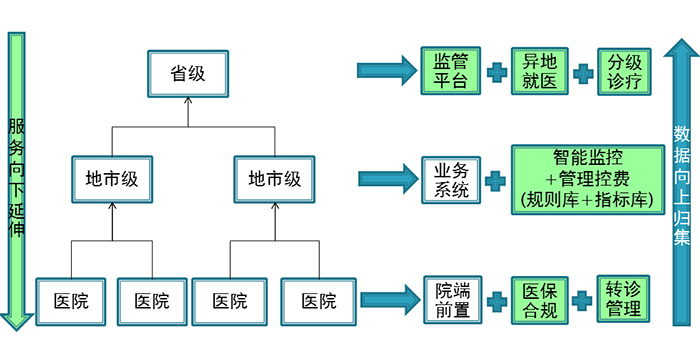 服务向下延伸
省级
监管
平台
异地
就医
分级
诊疗
地市级
地市级
业务
系统
智能监控
+管理控费
(规则库+指标库)
医院
医院
医院
医院
院端
前置
医保
合规
转诊
管理
数据向上归集